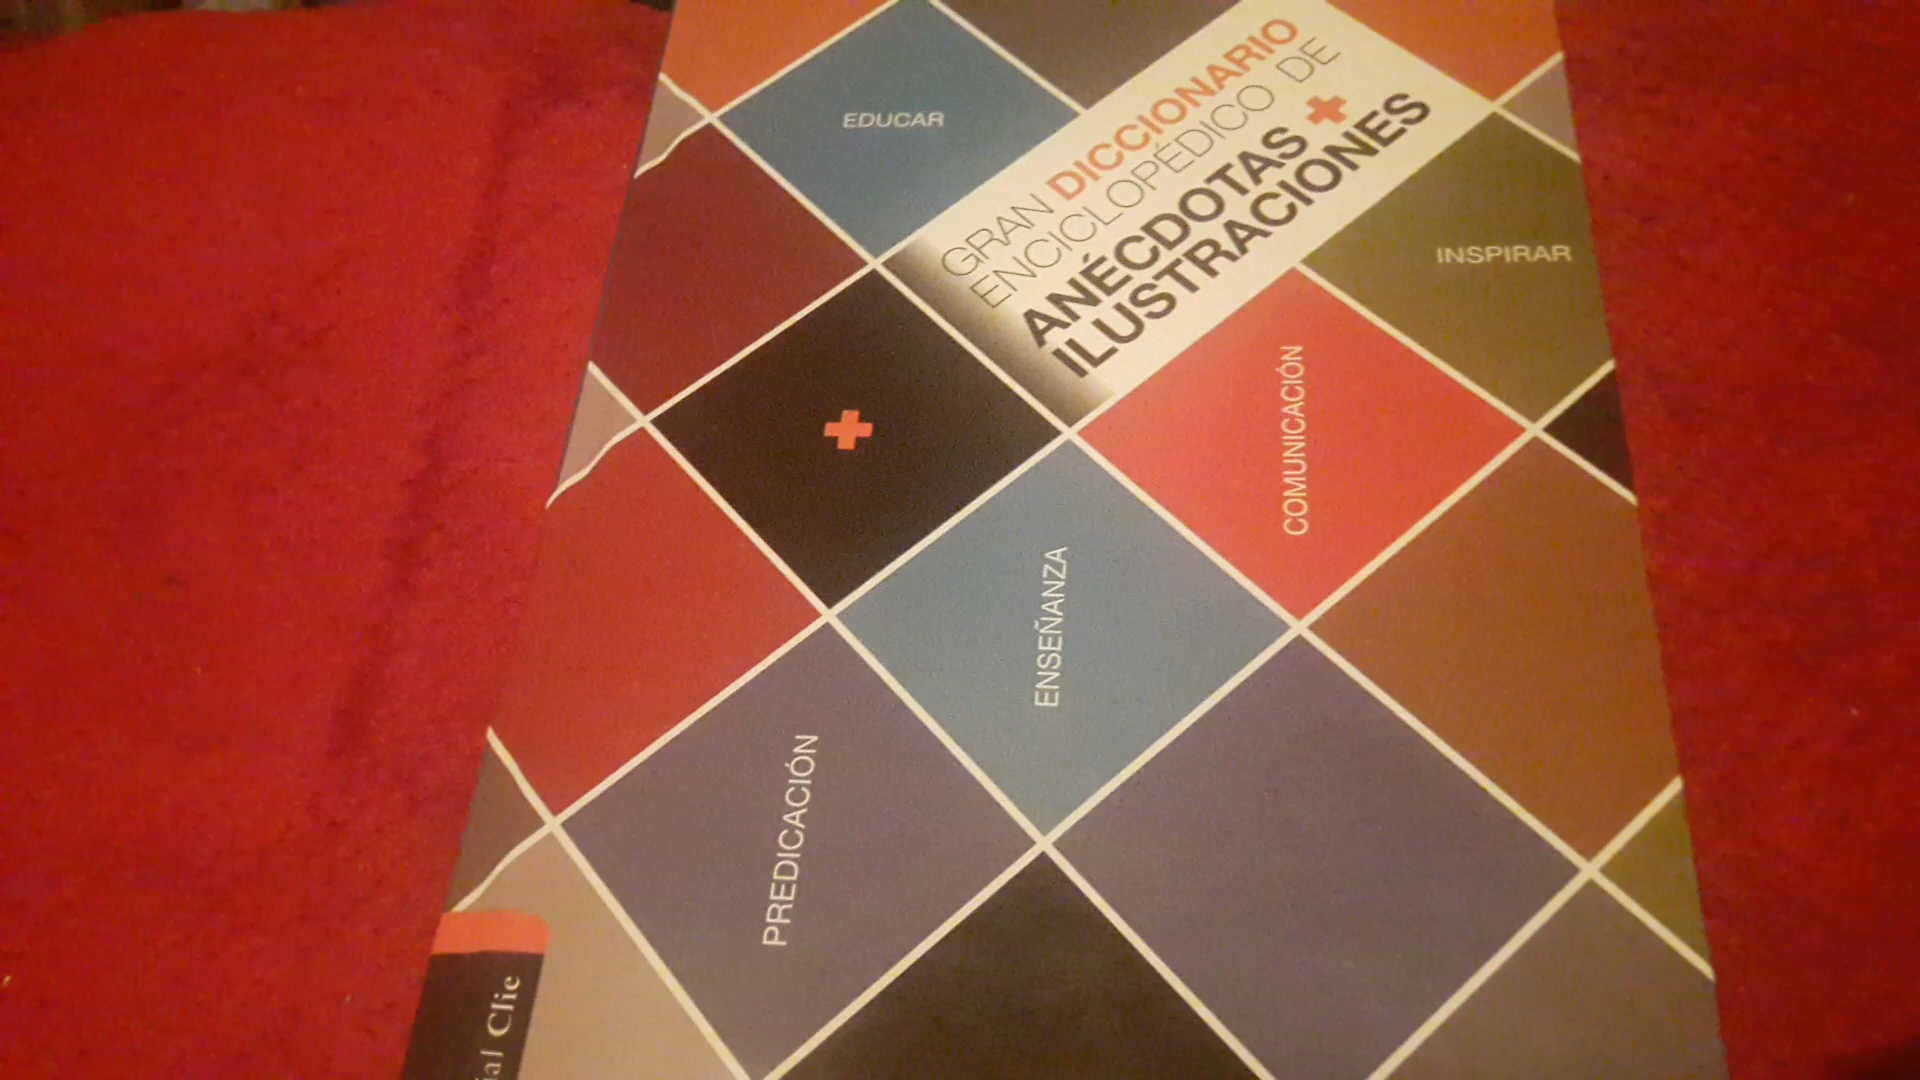 GRAN DICCIONARIO
ENCICLOPÉDICO DE
ANÉCDOTAS +
ILUSTRACIONES
EDUCAR
INSPIRAR
COMUNICACIÓN
ENSEÑANZA
PREDICACIÓN
ial Clie